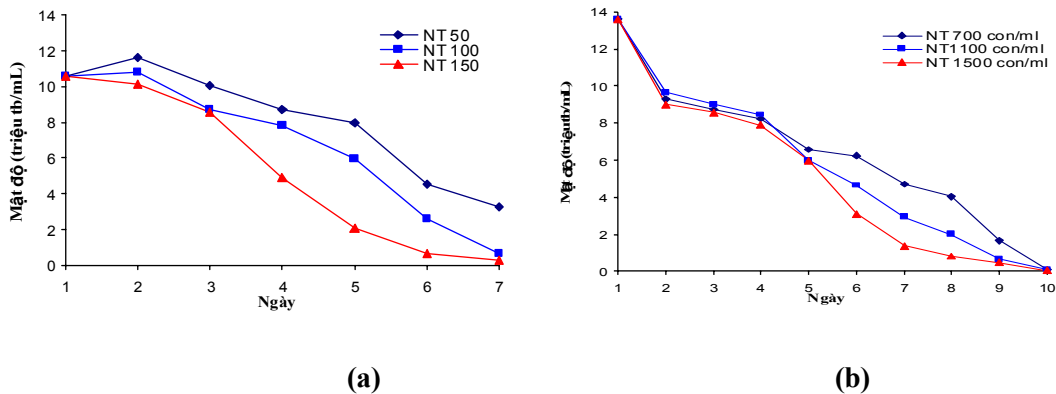 Mật độ (triệu tb/mL)
14
12
10
8
6
4
2
0
1 2 3 4 5 6 7
Ngày
NT 50
NT 100
NT 150
(a)
(triệu tb/mL)
14
12
10
8
6
4
2
0
1 2 3 4 5 6 7 8 9 10
Ngày
NT 700 con/ml
NT1100 con/ml
NT 1500 con/ml
(b)